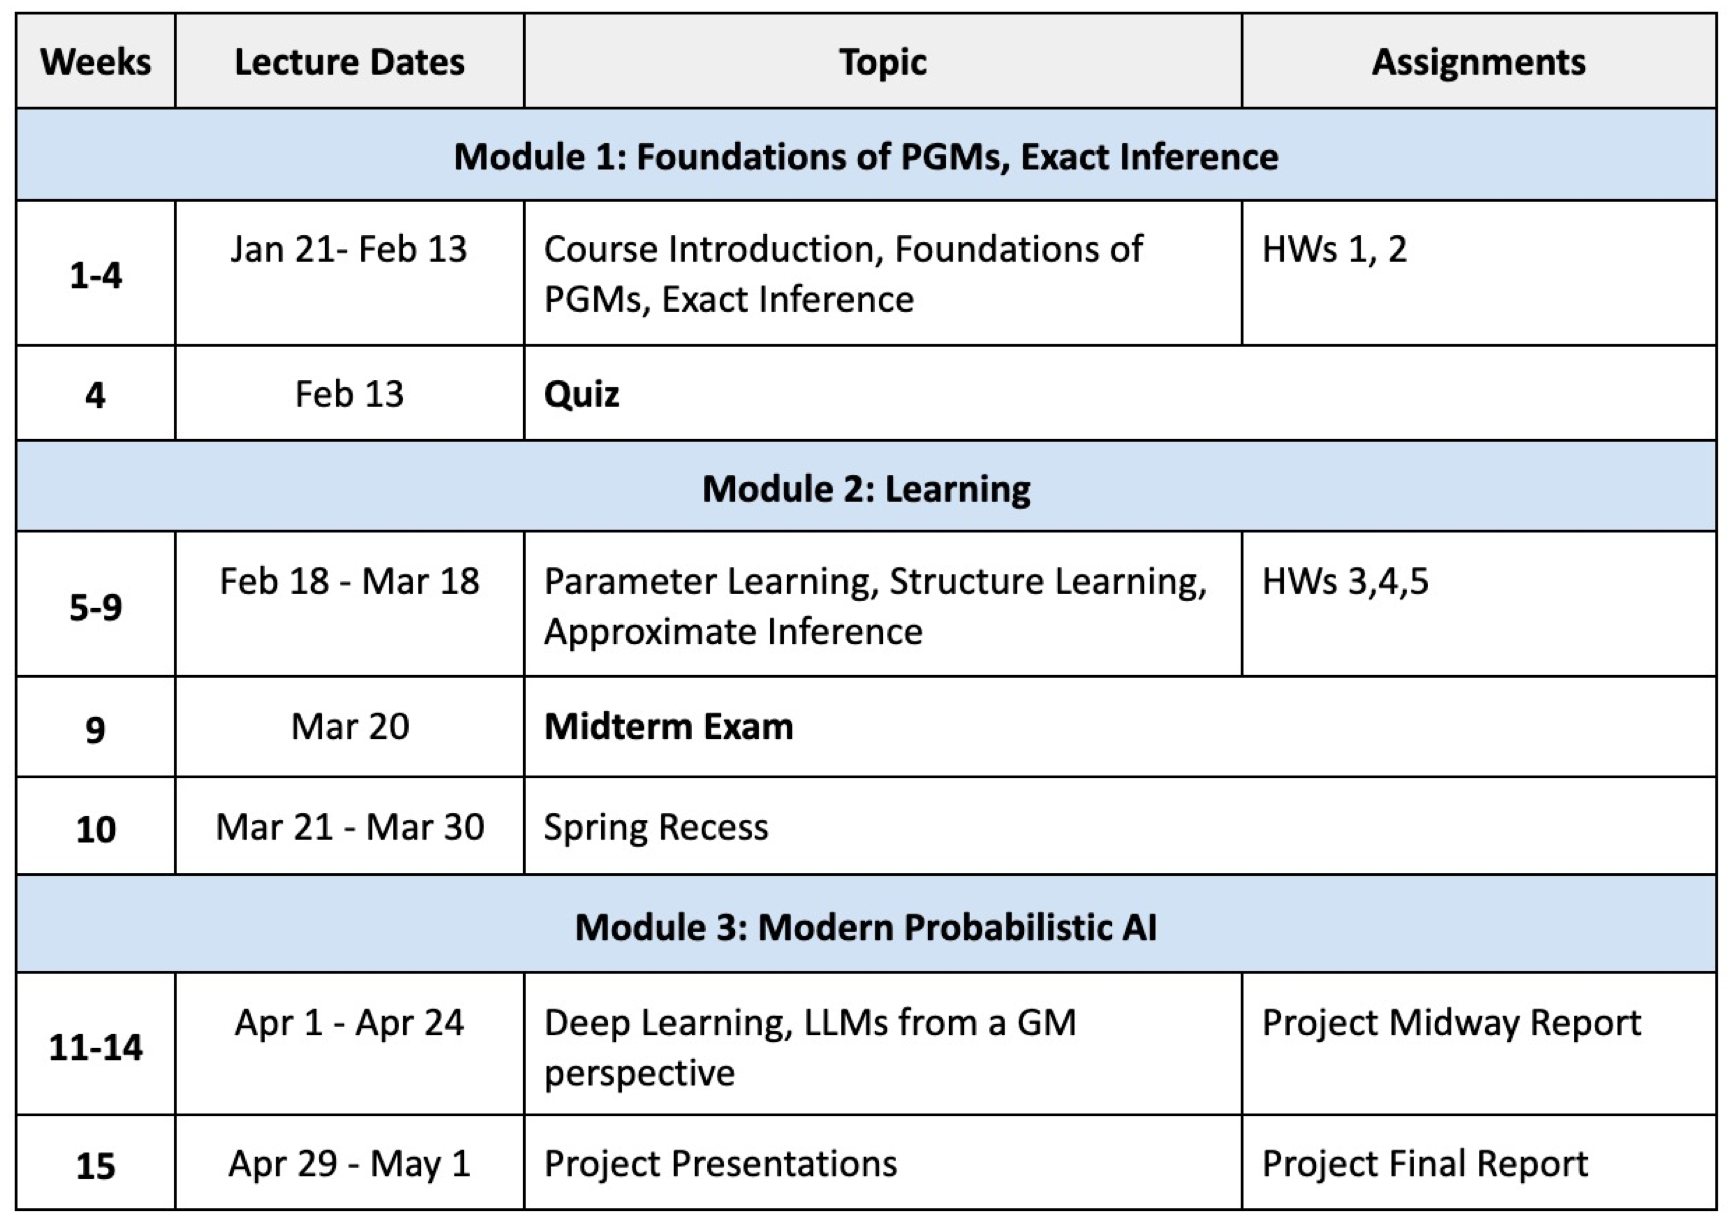 Weeks Lecture Dates Topic Assignments
Module 1: Foundations of PGMs, Exact Inference
1-4 Jan 21- Feb 13 Course Introduction, Foundations of HWs 1, 2
PGMs, Exact Inference
4 Feb 13 Quiz
Module 2: Learning
5-9 Feb 18 - Mar 18 Parameter Learning, Structure Learning, HWs 3,4,5
Approximate Inference
9 Mar 20 Midterm Exam
10 Mar 21 - Mar 30 Spring Recess
Module 3: Modern Probabilistic AI
11-14 Apr 1 - Apr 24 Deep Learning, LLMs from a GM Project Midway Report
perspective
15 Apr 29 - May 1 Project Presentations Project Final Report